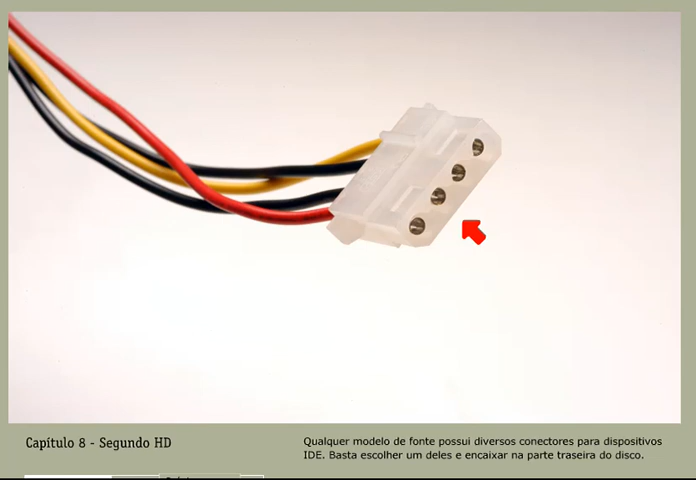 Capítulo 8 - Segundo HD
Qualquer modelo de fonte possui diversos conectores para dispositivos
IDE. Basta escolher um deles e encaixar na parte traseira do disco.